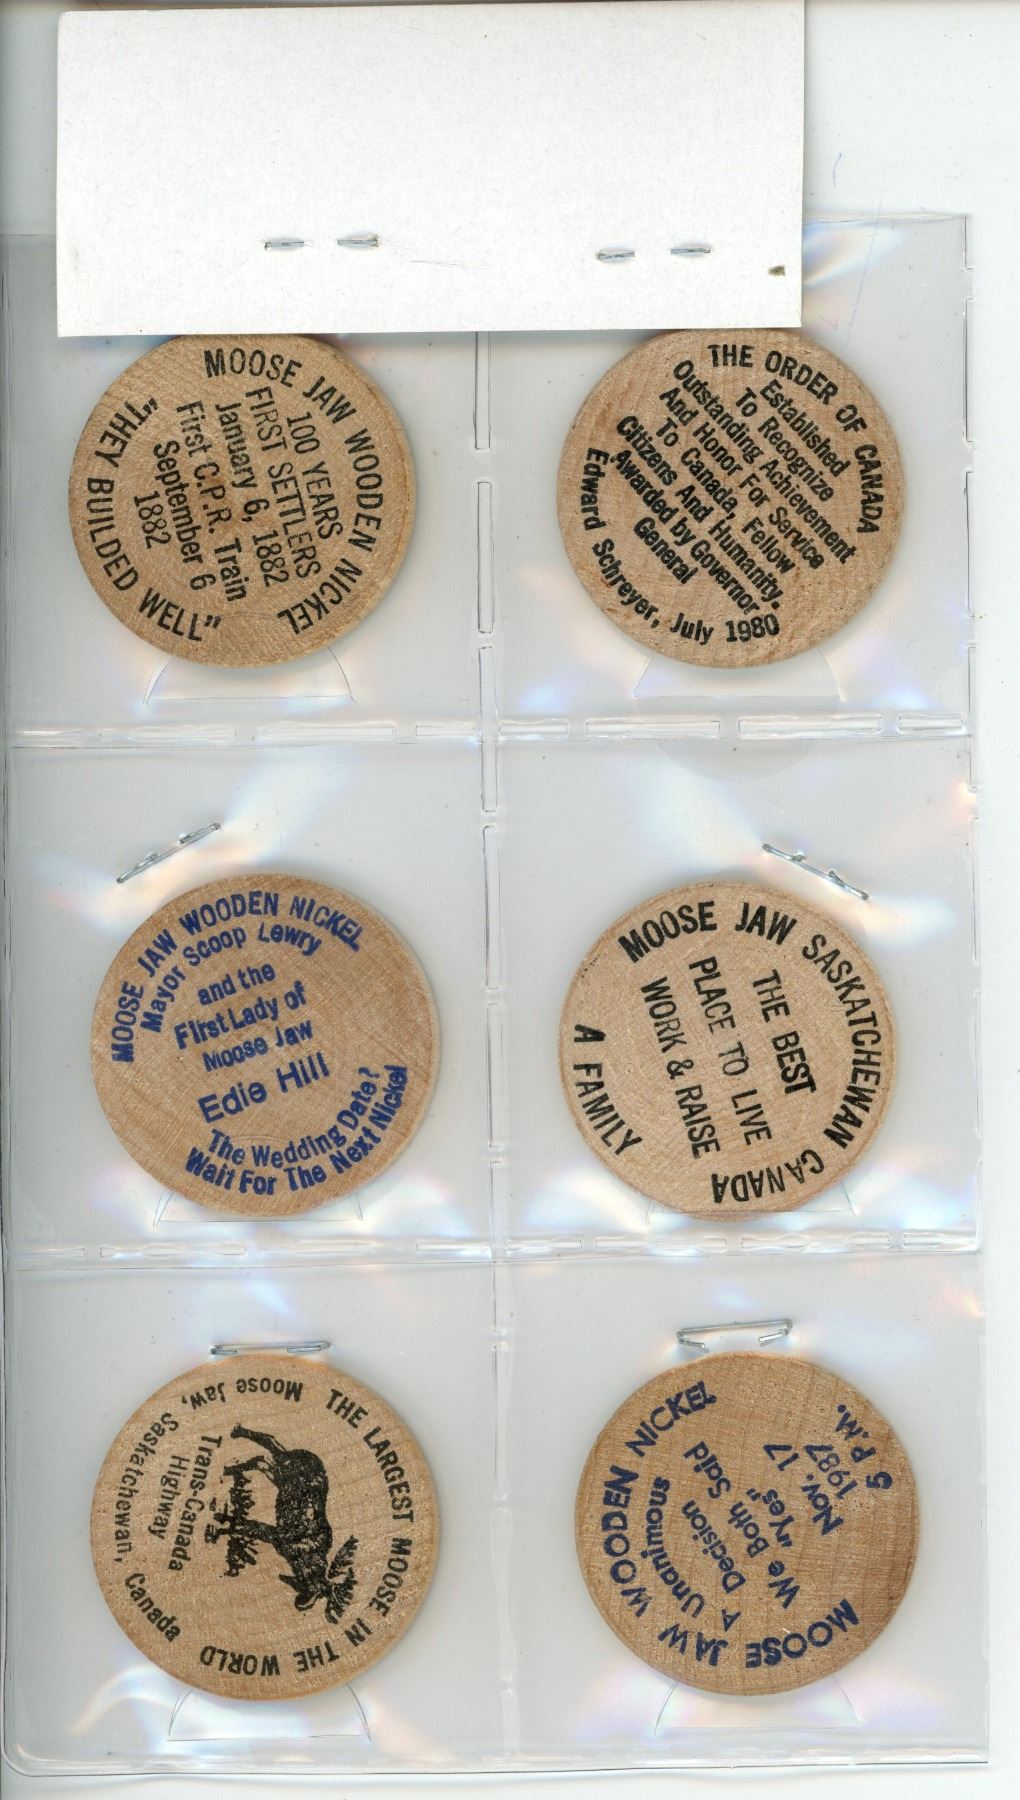 MOOSE JAW WOODEN NICKEL
100 YEARS
FIRST SETTLERS
January 6, 1882
First C.P.R. Train
September 6
1882
"THEY BUILDED WELL"
THE ORDER OF CANADA
Established
To Recognize
Outstanding Achievement
And Honor For Service
To Canada, Fellow
Citizens And Humanity.
Awarded by Governor
General
Edward Schreyer, July 1980
MOOSE JAW WOODEN NICKEL
Mayor Scoop Lewry
and the
First Lady of
Moose Jaw
Edie Hill
The Wedding Date?
Wait For The Next Nickel
MOOSE JAW SASKATCHEWAN CANADA
THE BEST
PLACE TO LIVE
WORK & RAISE
A FAMILY
THE LARGEST MOOSE IN THE WORLD
Trans-Canada
Highway
Moose Jaw, Saskatchewan, Canada
MOOSE JAW WOODEN NICKEL
A Unanimous
Decision
We Both Said
"Yes"
Nov. 17
1987
5 P.M.